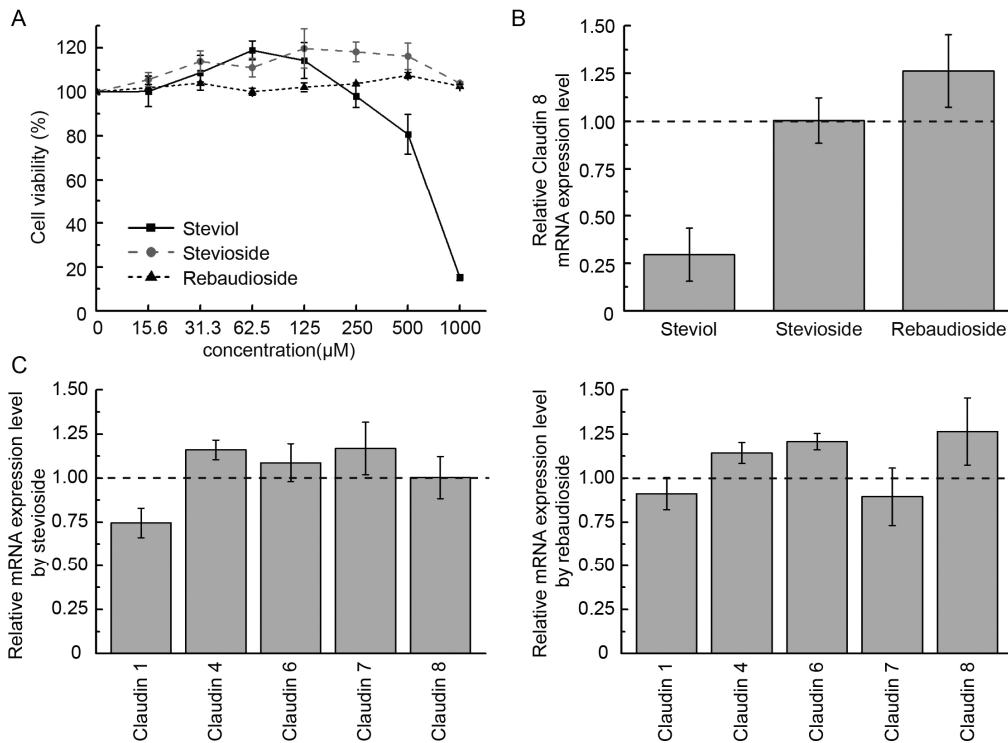 A
Cell viability (%)
120
100
80
60
40
20
0
Steviol
Stevioside
Rebaudioside
0 15.6 31.3 62.5 125 250 500 1000
concentration(µM)
B
Relative Claudin 8
mRNA expression level
1.50
1.25
1.00
0.75
0.50
0.25
0
Steviol Stevioside Rebaudioside
C
Relative mRNA expression level
by stevioside
1.50
1.25
1.00
0.75
0.50
0.25
0
Claudin 1
Claudin 4
Claudin 6
Claudin 7
Claudin 8
Relative mRNA expression level
by rebaudioside
1.50
1.25
1.00
0.75
0.50
0.25
0
Claudin 1
Claudin 4
Claudin 6
Claudin 7
Claudin 8